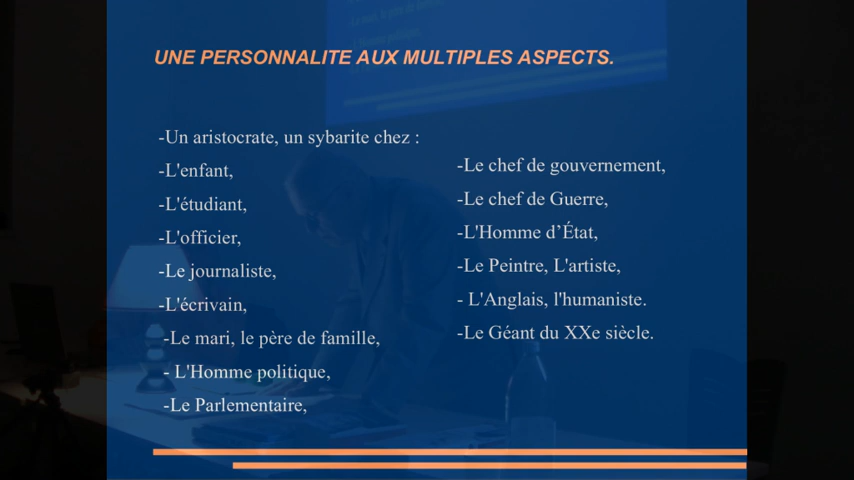 UNE PERSONNALITE AUX MULTIPLES ASPECTS.
-Un aristocrate, un sybarite chez :
-L'enfant,
-L'étudiant,
-L'officier,
-Le journaliste,
-L'écrivain,
-Le mari, le père de famille,
- L'Homme politique,
-Le Parlementaire,
-Le chef de gouvernement,
-Le chef de Guerre,
-L'Homme d’État,
-Le Peintre, L'artiste,
- L'Anglais, l'humaniste.
-Le Géant du XXe siècle.